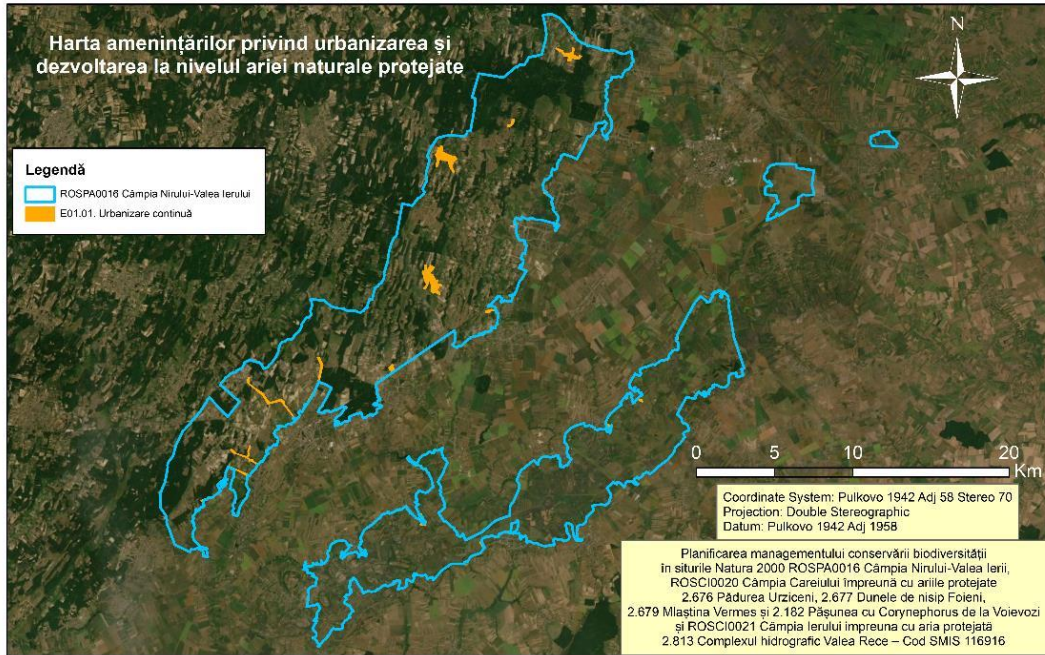 Harta amenințărilor privind urbanizarea și
dezvoltarea la nivelul ariei naturale protejate
N
Legendă
ROSPA0016 Câmpia Nirului-Valea Ierului
E01.01. Urbanizare continuă
0 5 10 20
Km
Coordinate System: Pulkovo 1942 Adj 58 Stereo 70
Projection: Double Stereographic
Datum: Pulkovo 1942 Adj 1958
Planificarea managementului conservării biodiversității
în siturile Natura 2000 ROSPA0016 Câmpia Nirului-Valea Ierii,
ROSCI0020 Câmpia Careiului împreună cu ariile protejate
2.676 Pădurea Urziceni, 2.677 Dunele de nisip Foieni,
2.679 Mlaștina Vermes și 2.182 Pășunea cu Corynephorus de la Voievozi
și ROSCI0021 Câmpia Ierului împreuna cu aria protejată
2.813 Complexul hidrografic Valea Rece – Cod SMIS 116916